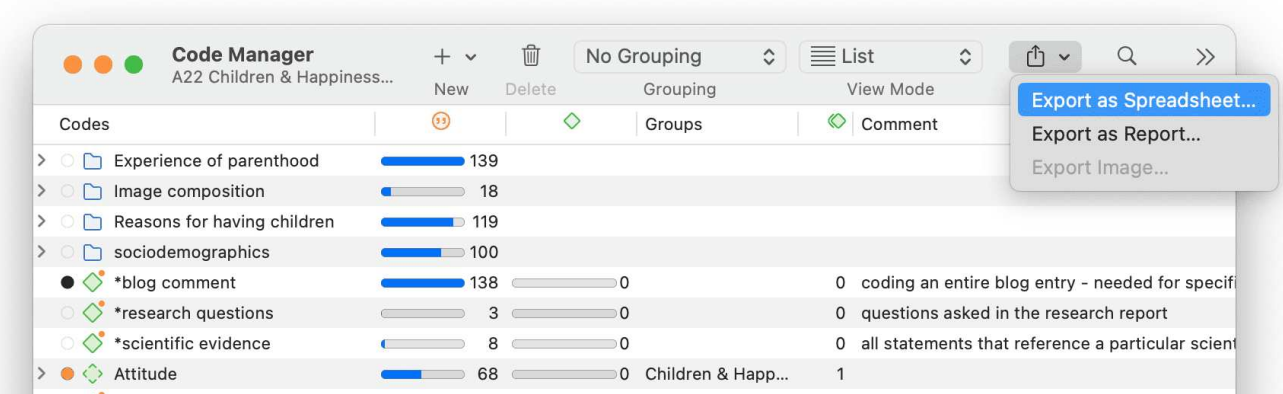 Code Manager
A22 Children & Happiness...
New
Delete
No Grouping
Grouping
List
View Mode
Export as Spreadsheet...
Export as Report...
Export Image...
Codes Groups Comment
Experience of parenthood 139
Image composition 18
Reasons for having children 119
sociodemographics 100
*blog comment 138 0 0 coding an entire blog entry - needed for specifi
*research questions 3 0 0 questions asked in the research report
*scientific evidence 8 0 0 all statements that reference a particular scient
Attitude 68 0 Children & Happ... 1